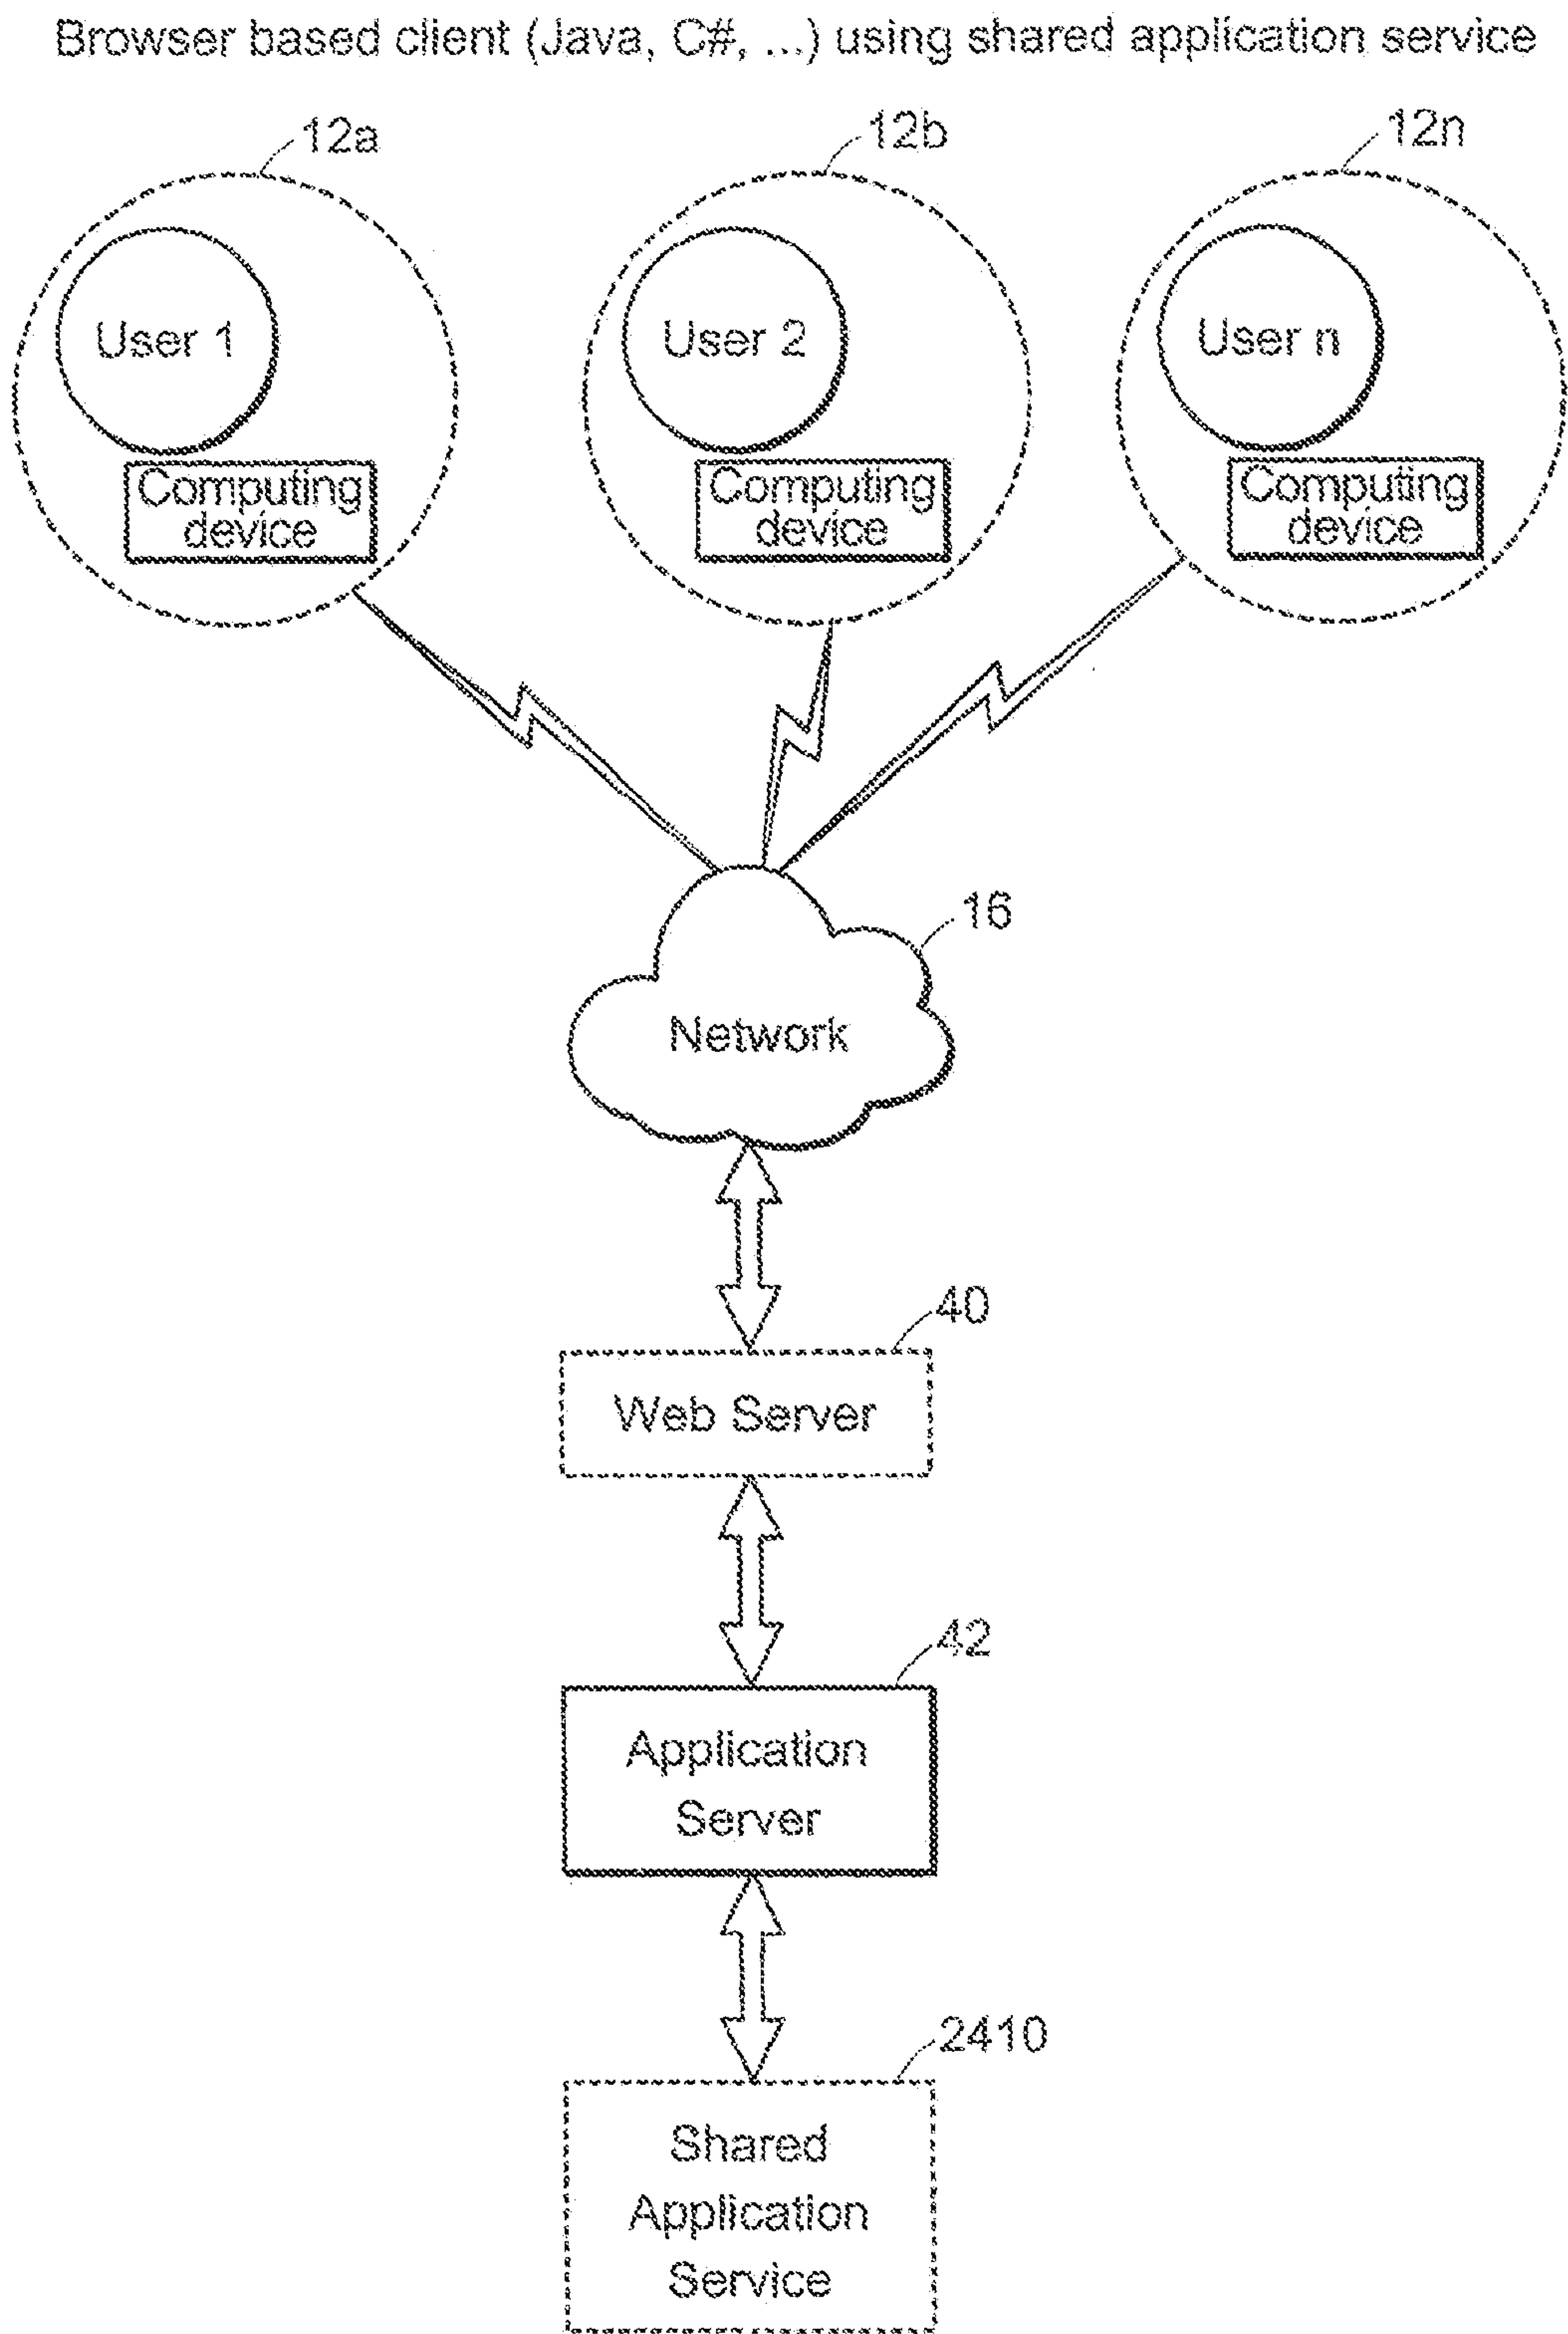 Browser based client (Java, C#, ...) using shared application service
12a
12b
12n
User 1
User 2
User n
Computing
device
Computing
device
Computing
device
16
Network
40
Web Server
42
Application
Server
2410
Shared
Application
Service